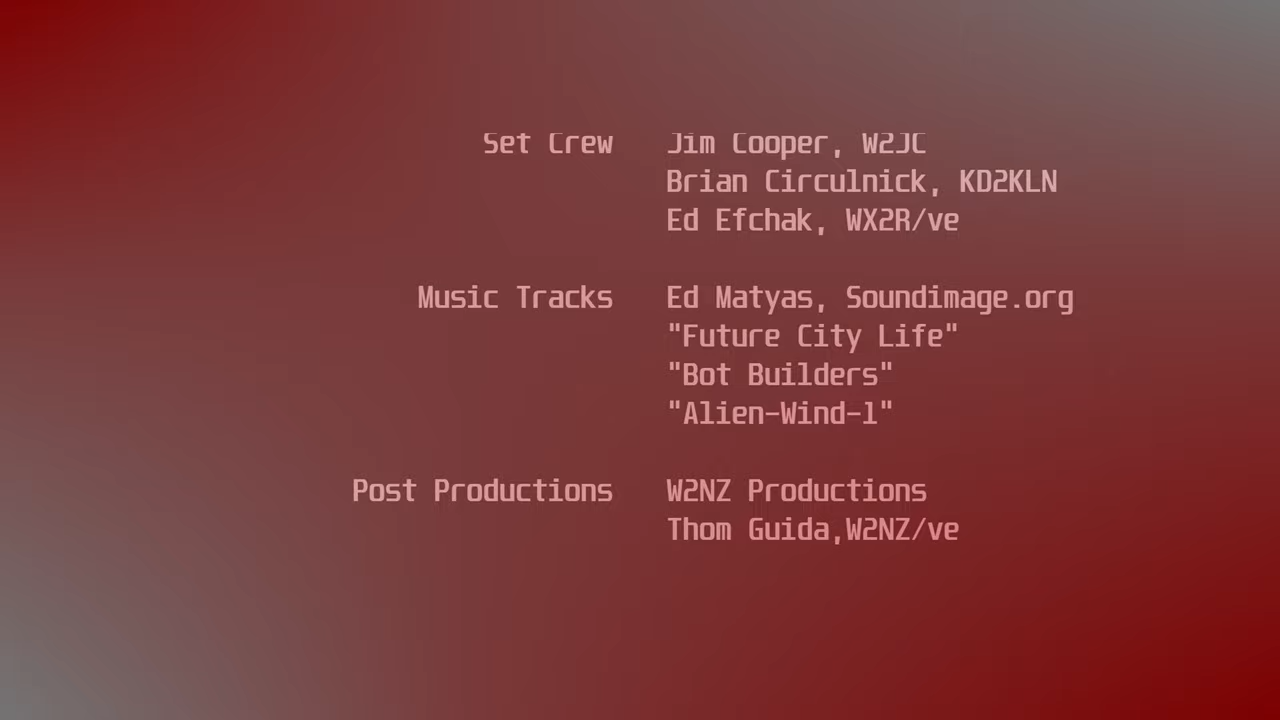 Set Crew Jim Cooper, W2JC
Brian Circulnick, KD2KLN
Ed Efchak, WX2R/ve
Music Tracks Ed Matyas, Soundimage.org
"Future City Life"
"Bot Builders"
"Alien-Wind-1"
Post Productions W2NZ Productions
Thom Guida,W2NZ/ve